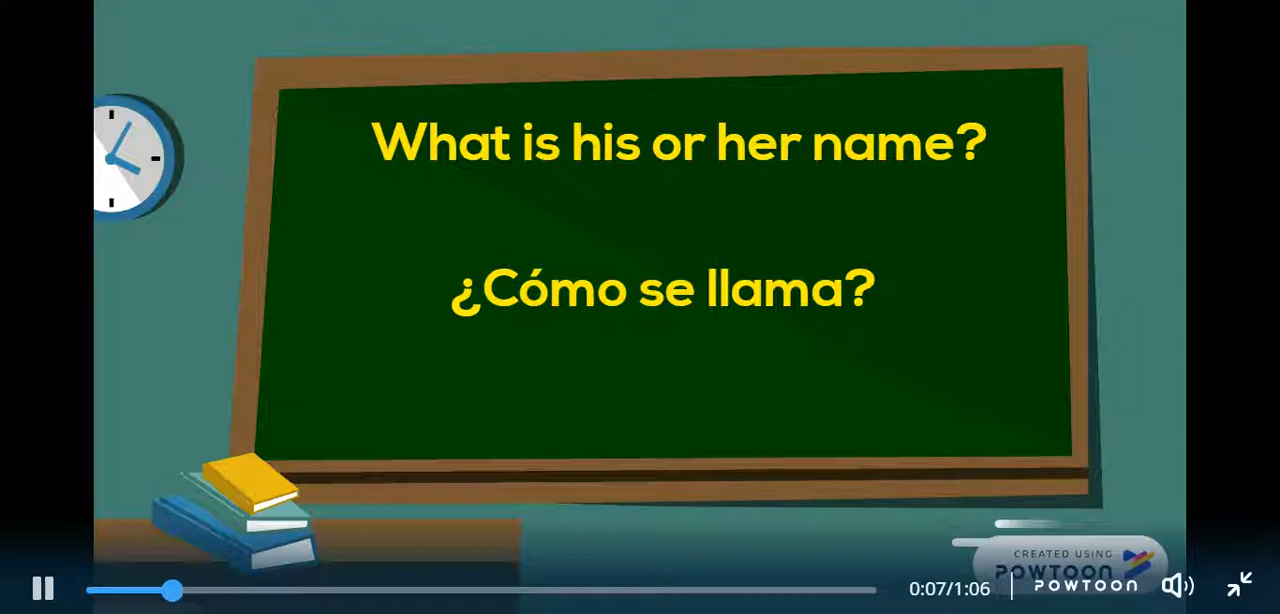 What is his or her name?
¿Cómo se llama?
CREATED USING
POWTOON
0:07/1:06
POWTOON